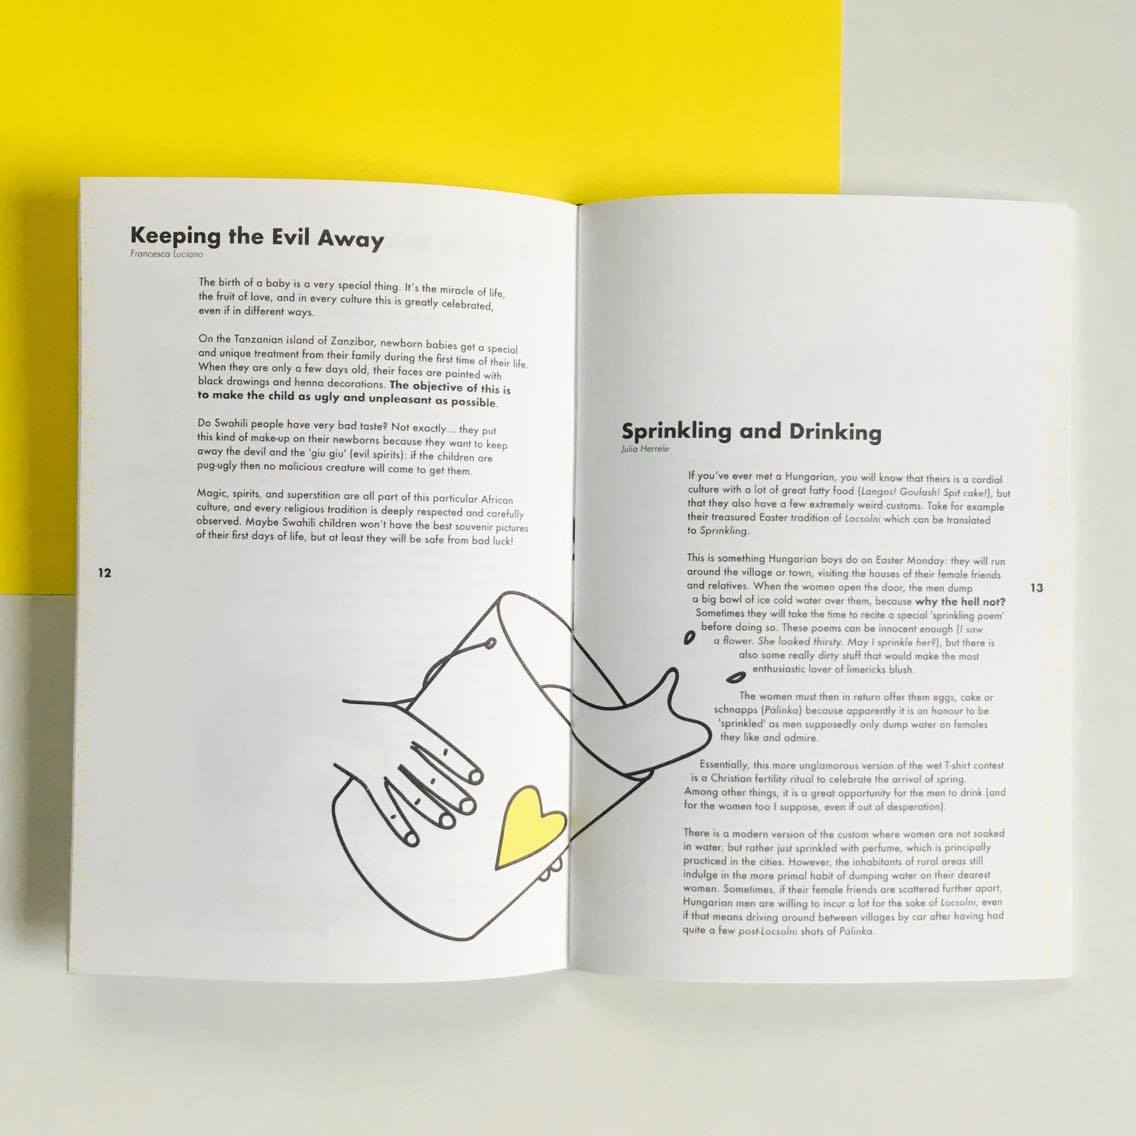 Keeping the Evil Away
Francesca Luciano
The birth of a baby is a very special thing. It's the miracle of life,
the fruit of love, and in every culture this is greatly celebrated,
even if in different ways.
On the Tanzanian island of Zanzibar, newborn babies get a special
and unique treatment from their family during the first time of their life.
When they are only a few days old, their faces are painted with
black drawings and henna decorations. The objective of this is
to make the child as ugly and unpleasant as possible.
Do Swahili people have very bad taste? Not exactly... they put
this kind of make-up on their newborns because they want to keep
away the devil and the 'giu giu' (evil spirits): if the children are
pug-ugly then no malicious creature will come to get them.
Magic, spirits, and superstition are all part of this particular African
culture, and every religious tradition is deeply respected and carefully
observed. Maybe Swahili children won't have the best souvenir pictures
of their first days of life, but at least they will be safe from bad luck!
12
Sprinkling and Drinking
Julia Herrele
If you've ever met a Hungarian, you will know that theirs is a cordial
culture with a lot of great fatty food (Langos! Goulash! Spit cake!), but
that they also have a few extremely weird customs. Take for example
their treasured Easter tradition of Locsolni which can be translated
to Sprinkling.
This is something Hungarian boys do on Easter Monday: they will run
around the village or town, visiting the houses of their female friends
and relatives. When the women open the door, the men dump
a big bowl of ice cold water over them, because why the hell not?
Sometimes they will take the time to recite a special 'sprinkling poem'
before doing so. These poems can be innocent enough (I saw
a flower. She looked thirsty. May I sprinkle her?), but there is
also some really dirty stuff that would make the most
enthusiastic lover of limericks blush.
The women must then in return offer them eggs, cake or
schnapps (Pálinka) because apparently it is an honour to be
'sprinkled' as men supposedly only dump water on females
they like and admire.
Essentially, this more unglamorous version of the wet T-shirt contest
is a Christian fertility ritual to celebrate the arrival of spring.
Among other things, it is a great opportunity for the men to drink (and
for the women too I suppose, even if out of desperation).
There is a modern version of the custom where women are not soaked
in water, but rather just sprinkled with perfume, which is principally
practiced in the cities. However, the inhabitants of rural areas still
indulge in the more primal habit of dumping water on their dearest
women. Sometimes, if their female friends are scattered further apart,
Hungarian men are willing to incur a lot for the sake of Locsolni, even
if that means driving around between villages by car after having had
quite a few post-Locsolni shots of Pálinka.
13